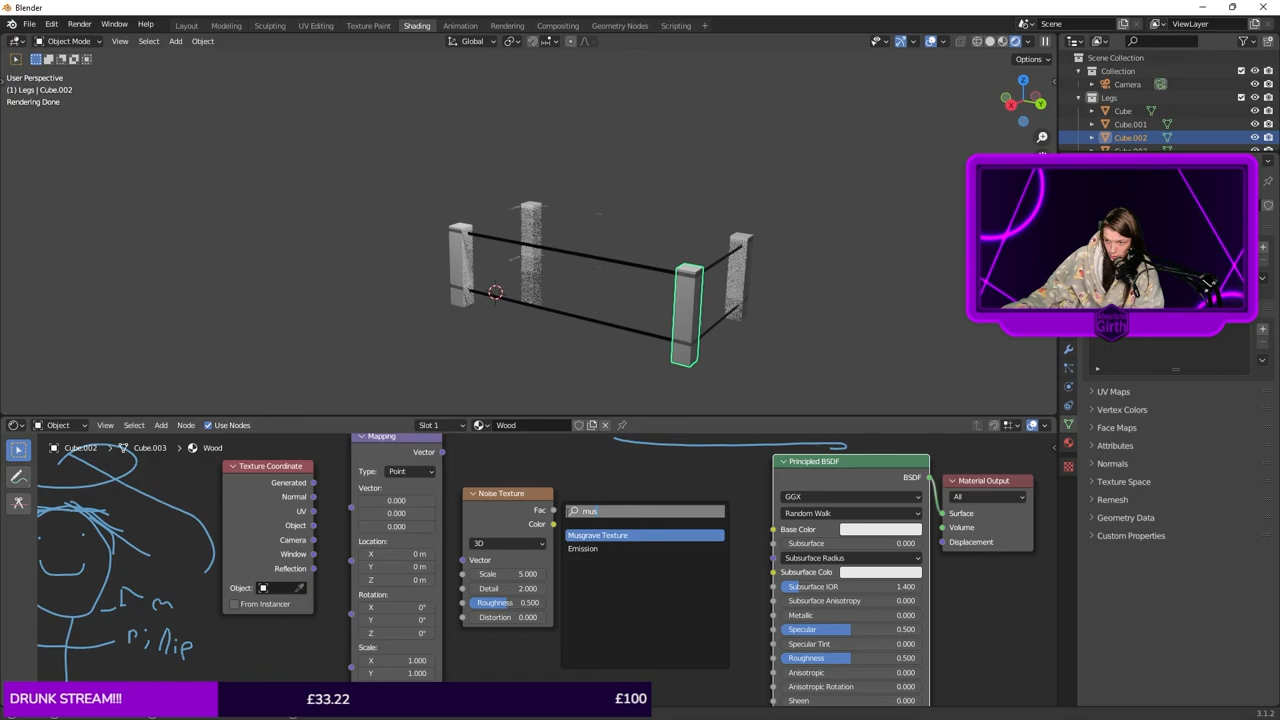 Blender
File Edit Render Window Help Layout Modeling Sculpting UV Editing Texture Paint Shading Animation Rendering Compositing Geometry Nodes Scripting + Scene ViewLayer
Object Mode View Select Add Object Global
Options
User Perspective
(1) Legs | Cube.002
Rendering Done
X Y Z
Scene Collection
Collection
Camera
Legs
Cube
Cube.001
Cube.002
Girth
UV Maps
Vertex Colors
Face Maps
Attributes
Normals
Texture Space
Remesh
Geometry Data
Custom Properties
Object View Select Add Node Use Nodes Slot 1 Wood
Cube.002 Cube.003 Wood
Texture Coordinate
Generated
Normal
UV
Object
Camera
Window
Reflection
Object:
From Instancer
Mapping
Vector
Type: Point
Vector:
0.000
0.000
0.000
Location:
X 0 m
Y 0 m
Z 0 m
Rotation:
X 0°
Y 0°
Z 0°
Scale:
X 1.000
Y 1.000
Noise Texture
Fac
Color
3D
Vector
Scale 5.000
Detail 2.000
Roughness 0.500
Distortion 0.000
mus
Musgrave Texture
Emission
Principled BSDF
BSDF
GGX
Random Walk
Base Color
Subsurface 0.000
Subsurface Radius
Subsurface Colo
Subsurface IOR 1.400
Subsurface Anisotropy 0.000
Metallic 0.000
Specular 0.500
Specular Tint 0.000
Roughness 0.500
Anisotropic 0.000
Anisotropic Rotation 0.000
Sheen 0.000
Material Output
All
Surface
Volume
Displacement
DRUNK STREAM!!! £33.22 £100
3.1.2